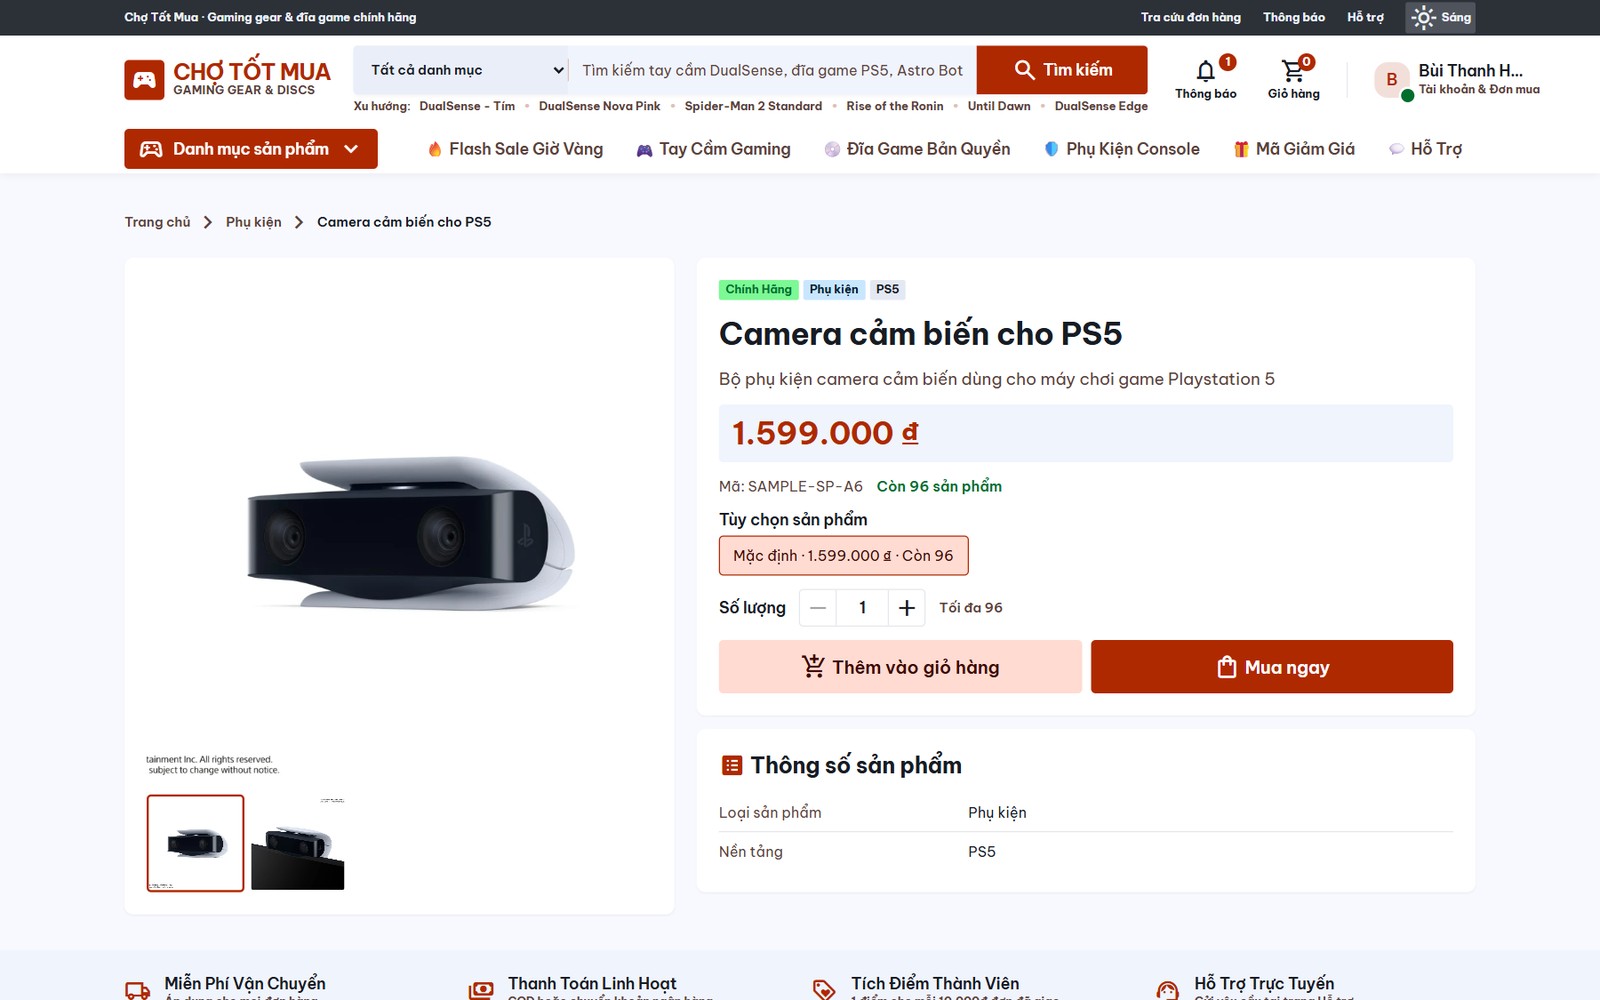 Chợ Tốt Mua · Gaming gear & đĩa game chính hãng
Tra cứu đơn hàng Thông báo Hỗ trợ Sáng
CHỢ TỐT MUA
GAMING GEAR & DISCS
Tất cả danh mục
Tìm kiếm tay cầm DualSense, đĩa game PS5, Astro Bot
Tìm kiếm
1
Thông báo
0
Giỏ hàng
B
Bùi Thanh H...
Tài khoản & Đơn mua
Xu hướng: DualSense - Tím • DualSense Nova Pink • Spider-Man 2 Standard • Rise of the Ronin • Until Dawn • DualSense Edge
Danh mục sản phẩm
Flash Sale Giờ Vàng
Tay Cầm Gaming
Đĩa Game Bản Quyền
Phụ Kiện Console
Mã Giảm Giá
Hỗ Trợ
Trang chủ > Phụ kiện > Camera cảm biến cho PS5
tainment Inc. All rights reserved.
subject to change without notice.
Chính Hãng Phụ kiện PS5
Camera cảm biến cho PS5
Bộ phụ kiện camera cảm biến dùng cho máy chơi game Playstation 5
1.599.000 ₫
Mã: SAMPLE-SP-A6 Còn 96 sản phẩm
Tùy chọn sản phẩm
Mặc định · 1.599.000 ₫ · Còn 96
Số lượng — 1 + Tối đa 96
Thêm vào giỏ hàng
Mua ngay
Thông số sản phẩm
Loại sản phẩm Phụ kiện
Nền tảng PS5
Miễn Phí Vận Chuyển
Thanh Toán Linh Hoạt
Tích Điểm Thành Viên
Hỗ Trợ Trực Tuyến